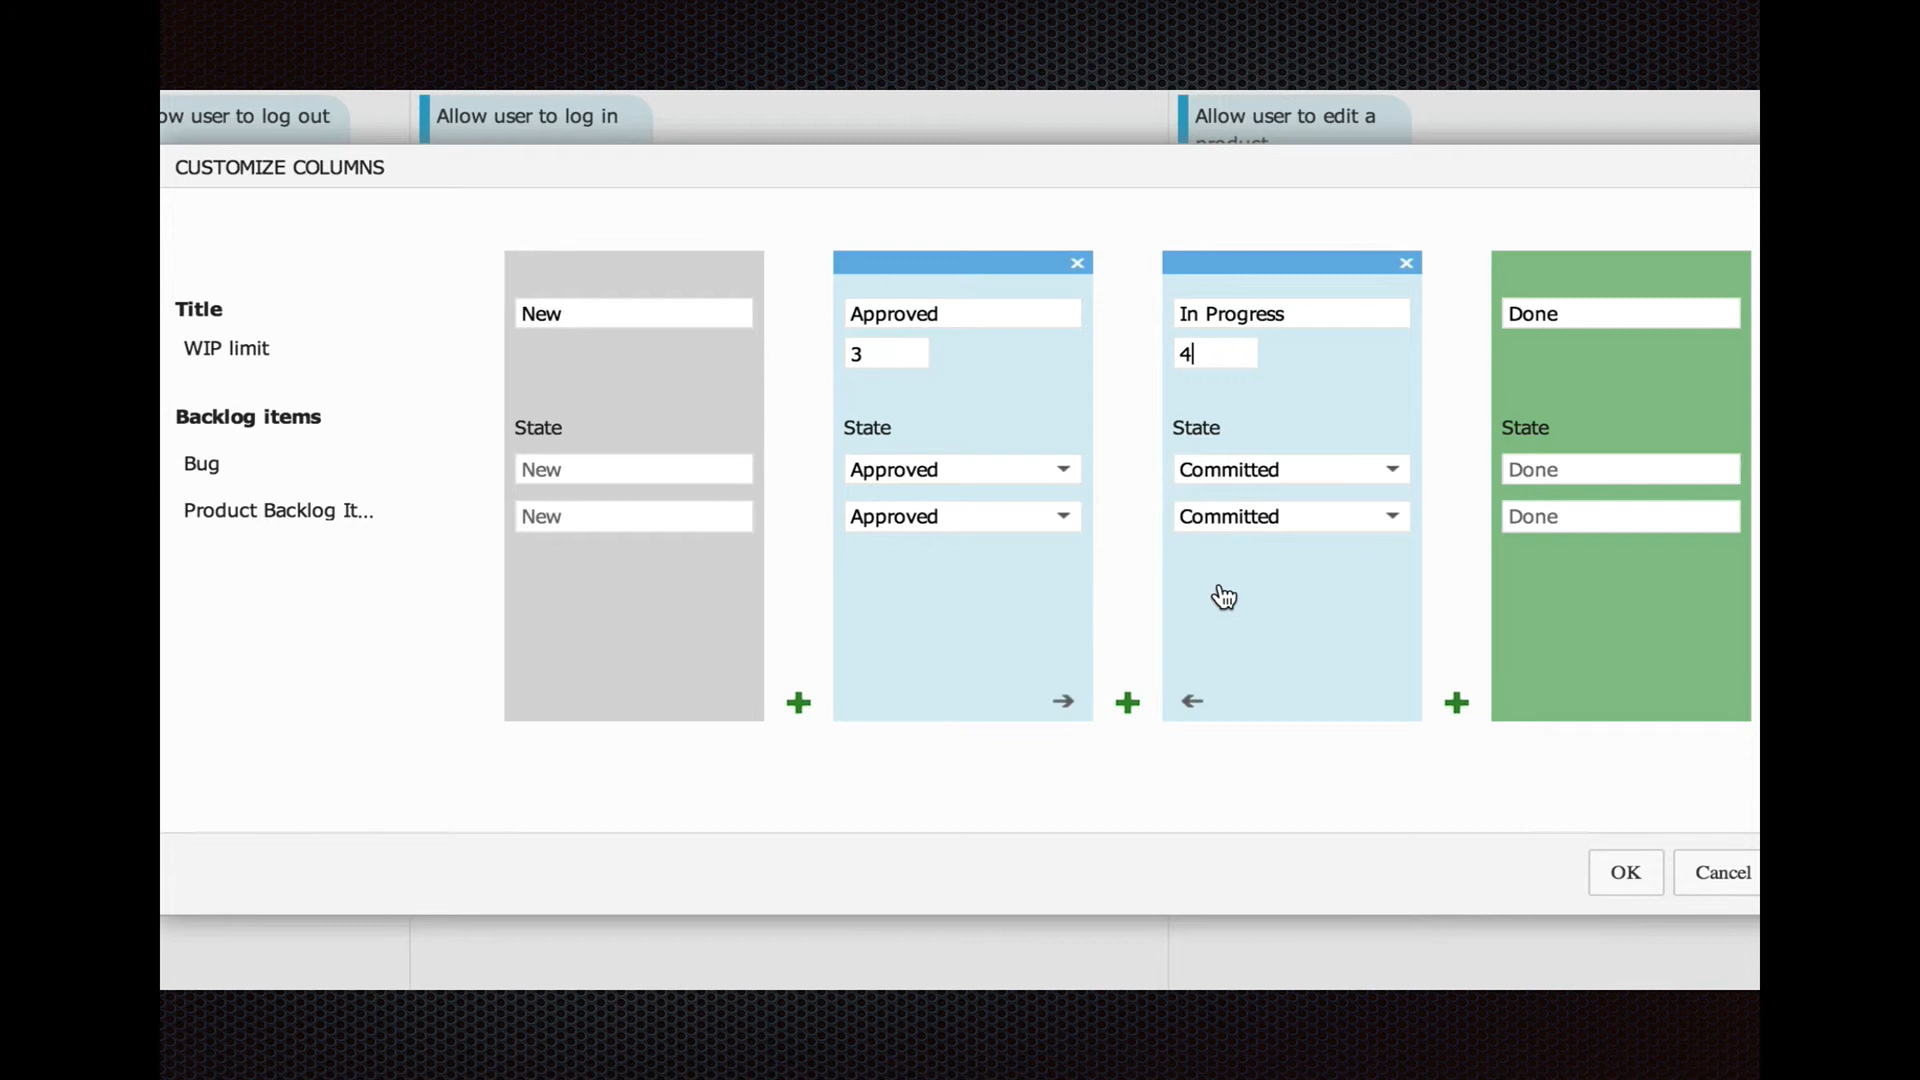 ow user to log out
Allow user to log in
Allow user to edit a
product
CUSTOMIZE COLUMNS
Title
New
Approved
In Progress
Done
WIP limit
3
4
Backlog items
State
State
State
State
Bug
New
Approved
Committed
Done
Product Backlog It...
New
Approved
Committed
Done
OK
Cancel